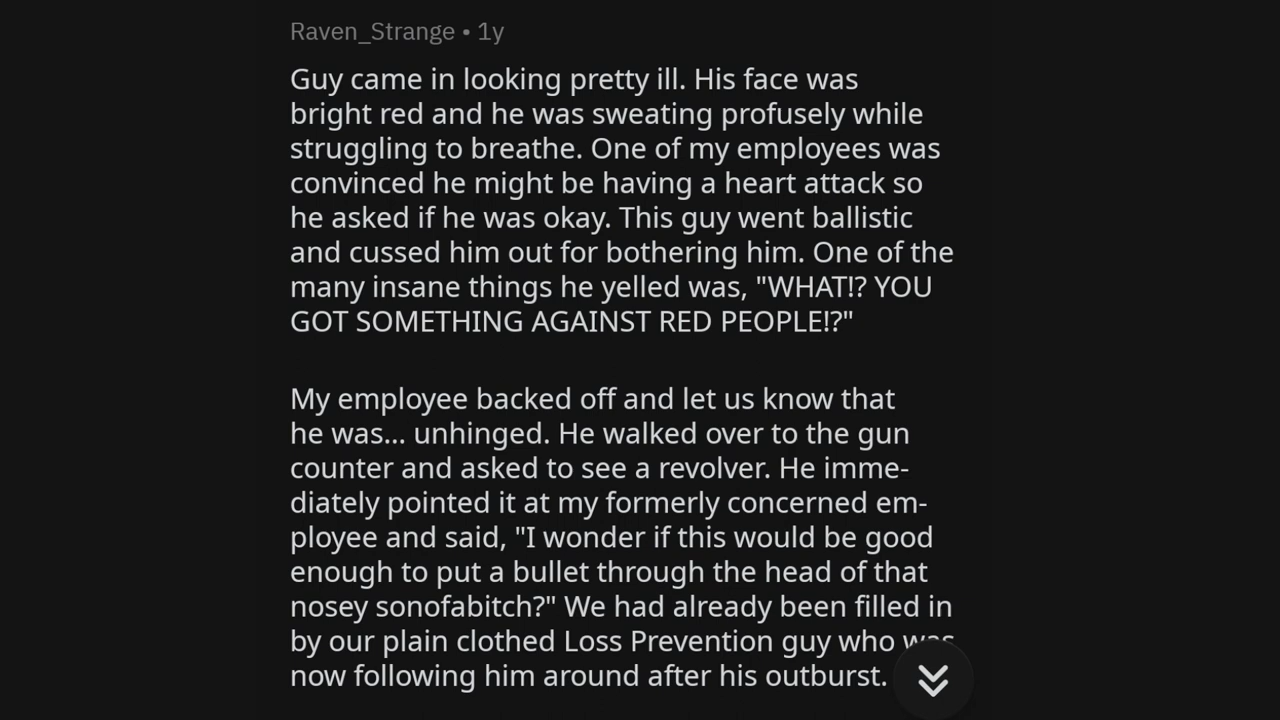 Raven_Strange • 1y
Guy came in looking pretty ill. His face was
bright red and he was sweating profusely while
struggling to breathe. One of my employees was
convinced he might be having a heart attack so
he asked if he was okay. This guy went ballistic
and cussed him out for bothering him. One of the
many insane things he yelled was, "WHAT!? YOU
GOT SOMETHING AGAINST RED PEOPLE!?"
My employee backed off and let us know that
he was... unhinged. He walked over to the gun
counter and asked to see a revolver. He imme-
diately pointed it at my formerly concerned em-
ployee and said, "I wonder if this would be good
enough to put a bullet through the head of that
nosey sonofabitch?" We had already been filled in
by our plain clothed Loss Prevention guy who was
now following him around after his outburst.